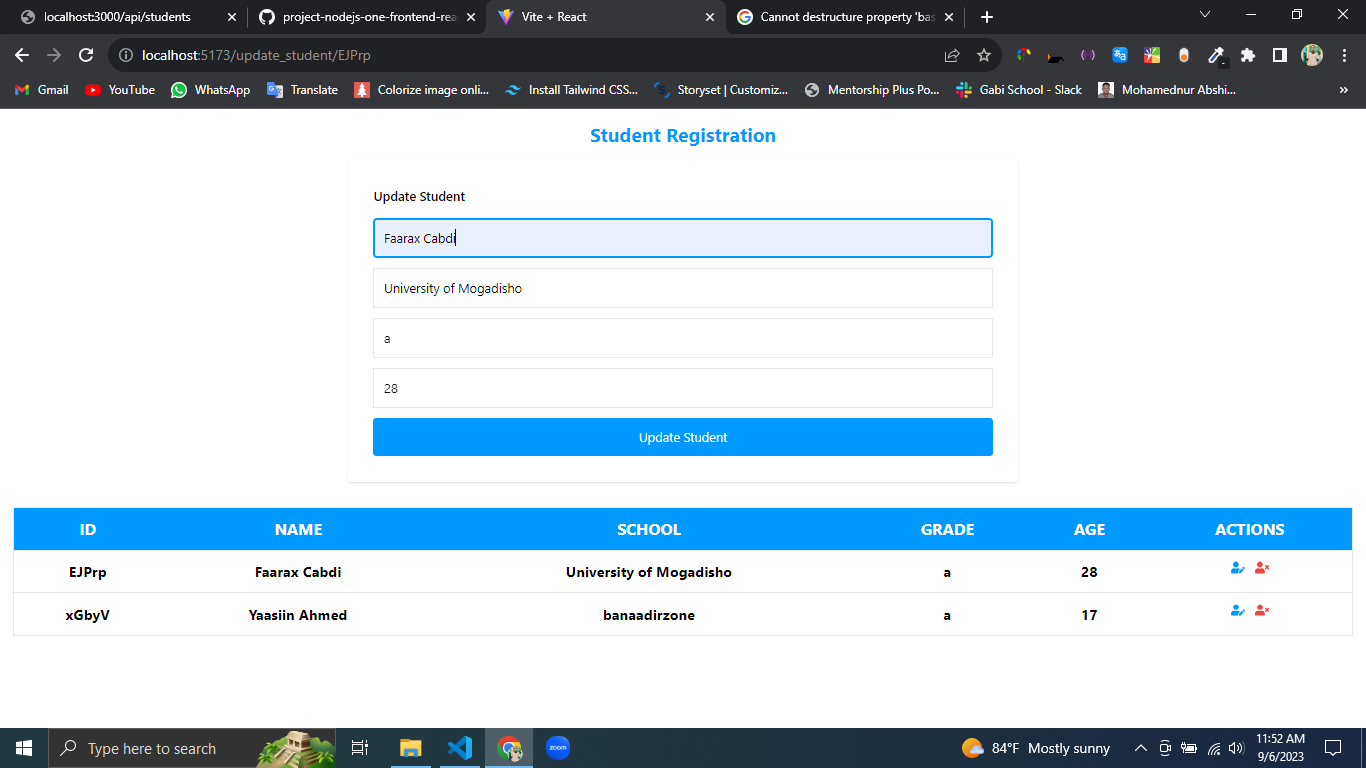 localhost:3000/api/students
project-nodejs-one-frontend-rea
Vite + React
Cannot destructure property 'bas
localhost:5173/update_student/EJPrp
Gmail
YouTube
WhatsApp
Translate
Colorize image onli...
Install Tailwind CSS...
Storyset | Customiz...
Mentorship Plus Po...
Gabi School - Slack
Mohamednur Abshi...
»
Student Registration
Update Student
Faarax Cabdi
University of Mogadisho
a
28
Update Student
ID NAME SCHOOL GRADE AGE ACTIONS
EJPrp Faarax Cabdi University of Mogadisho a 28
xGbyV Yaasiin Ahmed banaadirzone a 17
Type here to search
zoom
84°F Mostly sunny
11:52 AM
9/6/2023